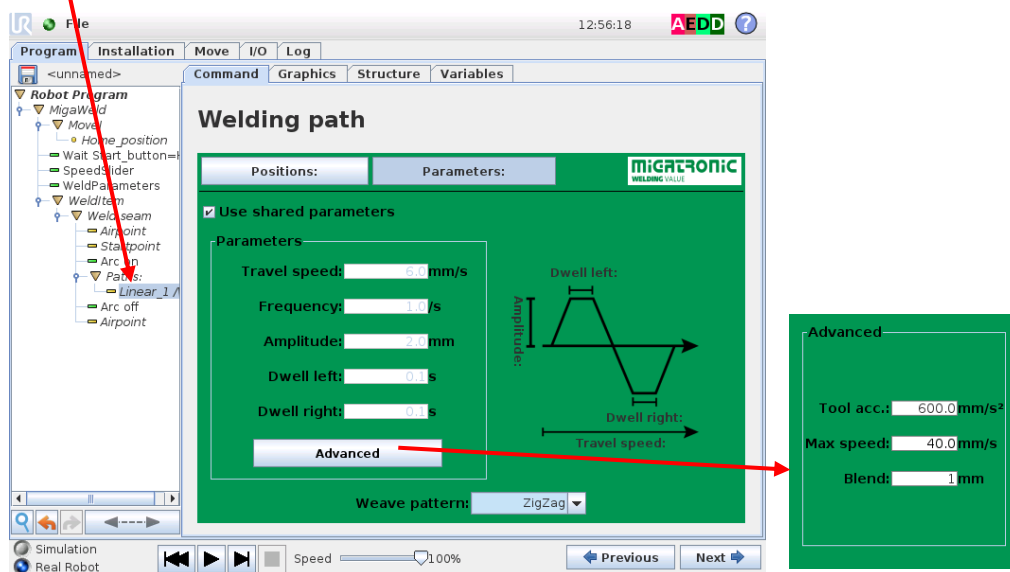 File
12:56:18
AEDD
?
Program Installation Move I/O Log
<unnamed>
Command Graphics Structure Variables
Robot Program
MigaWeld
MoveJ
Home_position
Wait Start_button=
SpeedSlider
WeldParameters
WeldItem
Weld seam
Airpoint
Startpoint
Arc on
Paths:
Linear_1 /
Arc off
Airpoint
Welding path
Positions:
Parameters:
MIGATRONIC
WELDING VALUE
Use shared parameters
Parameters
Travel speed: 6.0 mm/s
Frequency: 1.0 /s
Amplitude: 2.0 mm
Dwell left: 0.1 s
Dwell right: 0.1 s
Advanced
Dwell left:
Amplitude:
Dwell right:
Travel speed:
Weave pattern: ZigZag
Advanced
Tool acc.: 600.0 mm/s²
Max speed: 40.0 mm/s
Blend: 1 mm
Simulation
Real Robot
Speed 100%
Previous
Next